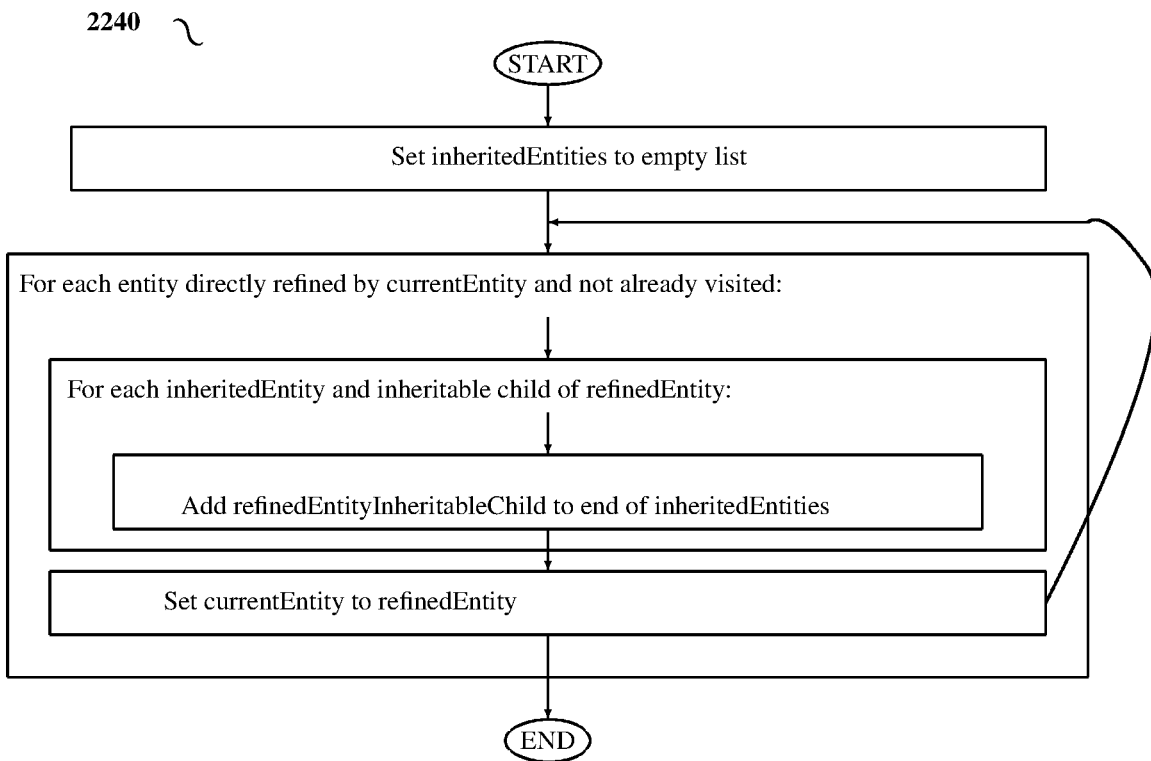 2240
START
Set inheritedEntities to empty list
For each entity directly refined by currentEntity and not already visited:
For each inheritedEntity and inheritable child of refinedEntity:
Add refinedEntityInheritableChild to end of inheritedEntities
Set currentEntity to refinedEntity
END